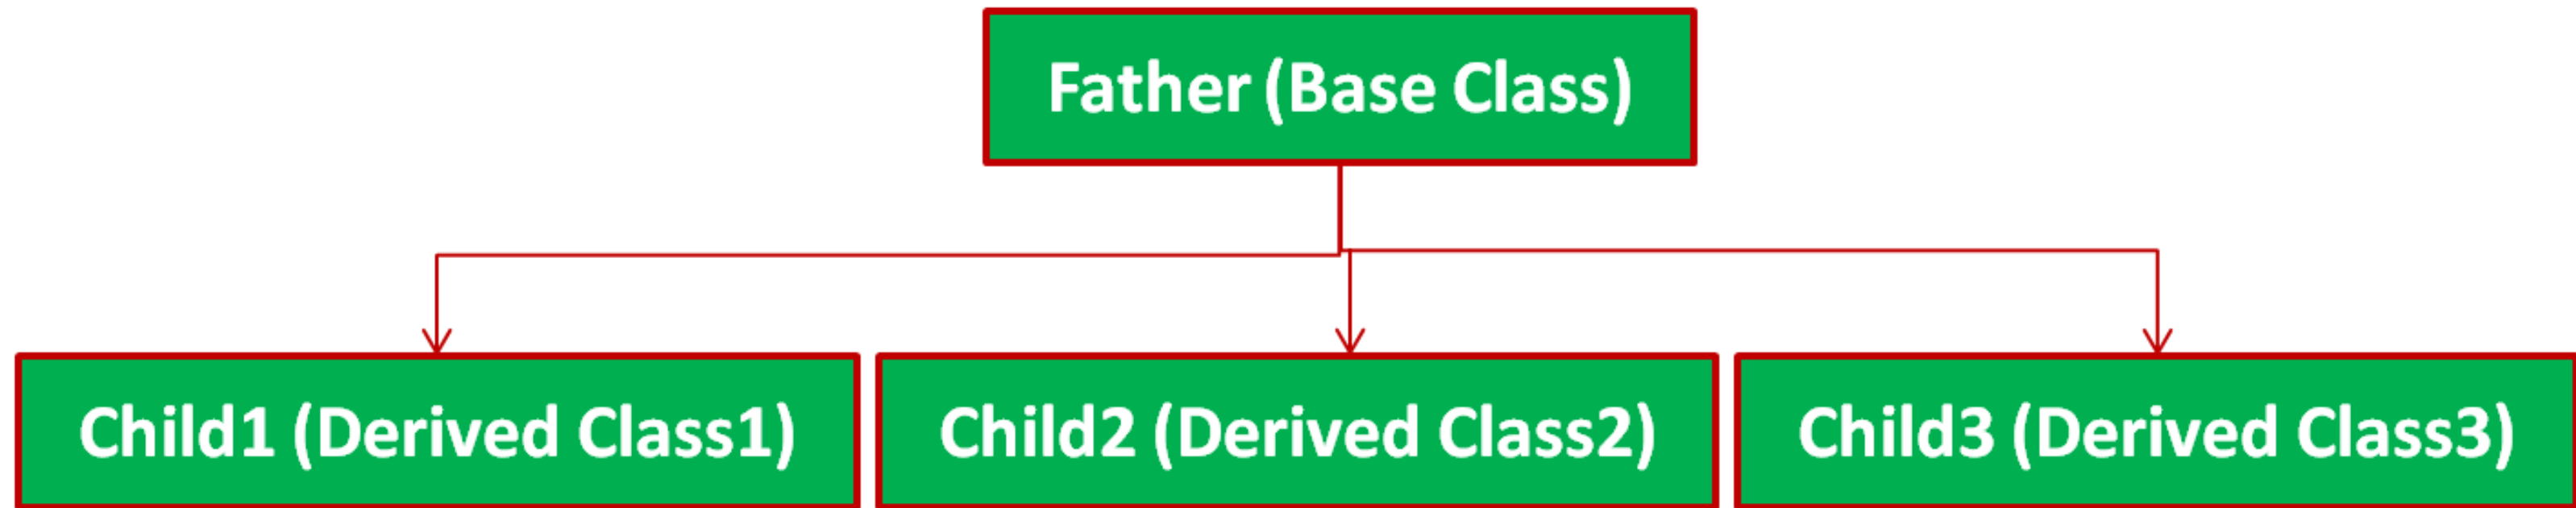 Father (Base Class)
Child1 (Derived Class1)
Child2 (Derived Class2)
Child3 (Derived Class3)